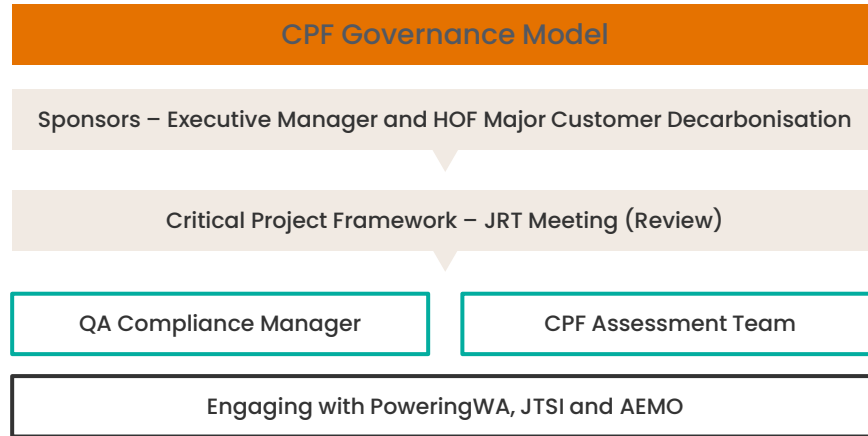 CPF Governance Model
Sponsors – Executive Manager and HOF Major Customer Decarbonisation
Critical Project Framework – JRT Meeting (Review)
QA Compliance Manager
CPF Assessment Team
Engaging with PoweringWA, JTSI and AEMO